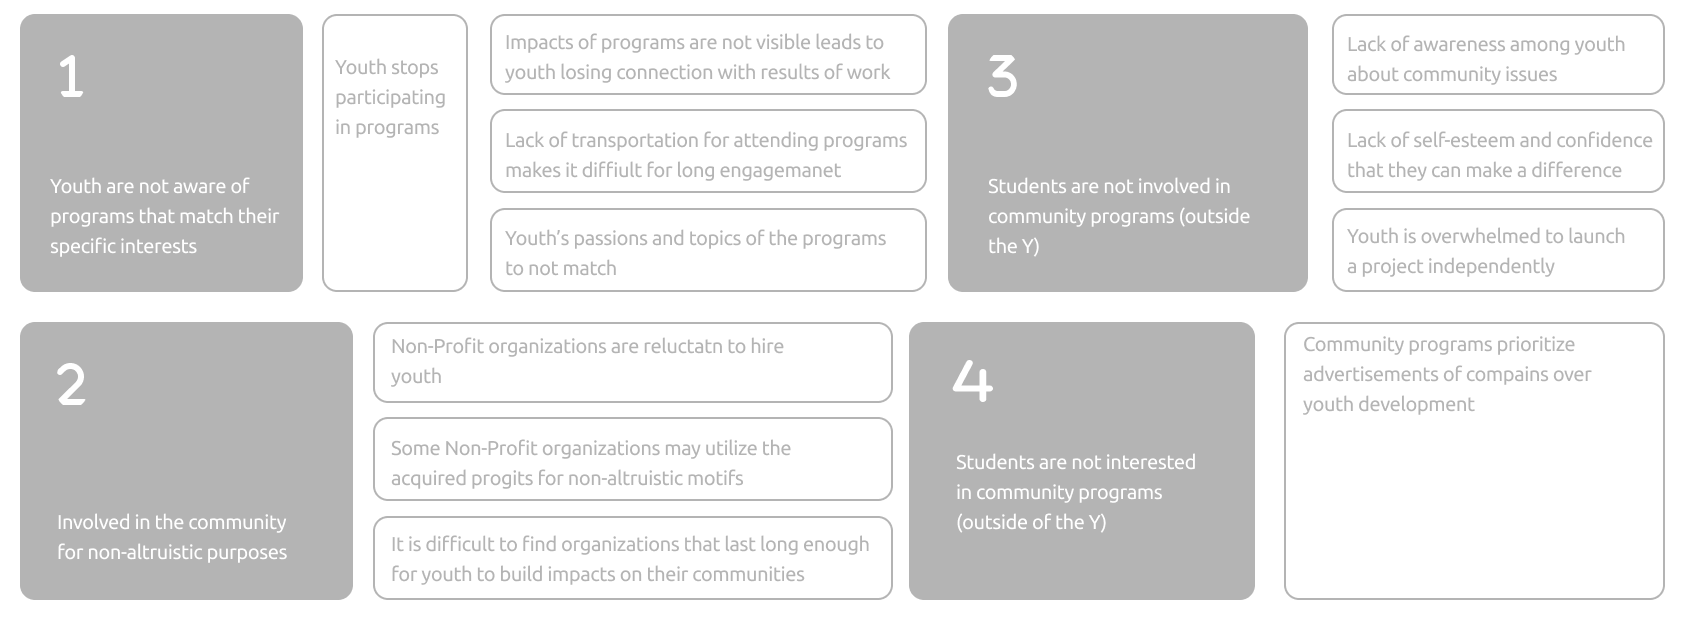 1
Youth are not aware of
programs that match their
specific interests
Youth stops
participating
in programs
Impacts of programs are not visible leads to
youth losing connection with results of work
Lack of transportation for attending programs
makes it diffiult for long engagemanet
Youth's passions and topics of the programs
to not match
2
Involved in the community
for non-altruistic purposes
Non-Profit organizations are reluctatn to hire
youth
Some Non-Profit organizations may utilize the
acquired progits for non-altruistic motifs
It is difficult to find organizations that last long enough
for youth to build impacts on their communities
3
Students are not involved in
community programs (outside
the Y)
Lack of awareness among youth
about community issues
Lack of self-esteem and confidence
that they can make a difference
Youth is overwhelmed to launch
a project independently
4
Students are not interested
in community programs
(outside of the Y)
Community programs prioritize
advertisements of compains over
youth development